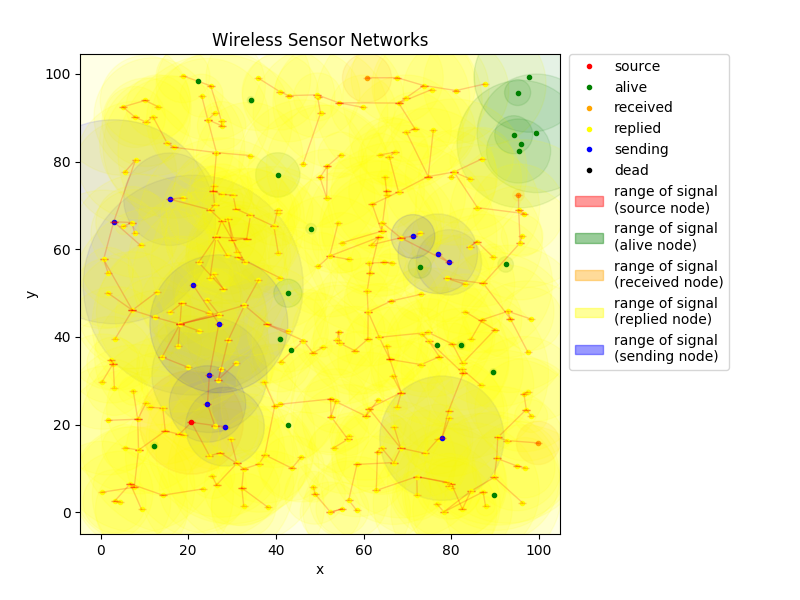 Wireless Sensor Networks
100
80
60
40
20
0
y
0
20
40
60
80
100
x
source
alive
received
replied
sending
dead
range of signal
(source node)
range of signal
(alive node)
range of signal
(received node)
range of signal
(replied node)
range of signal
(sending node)